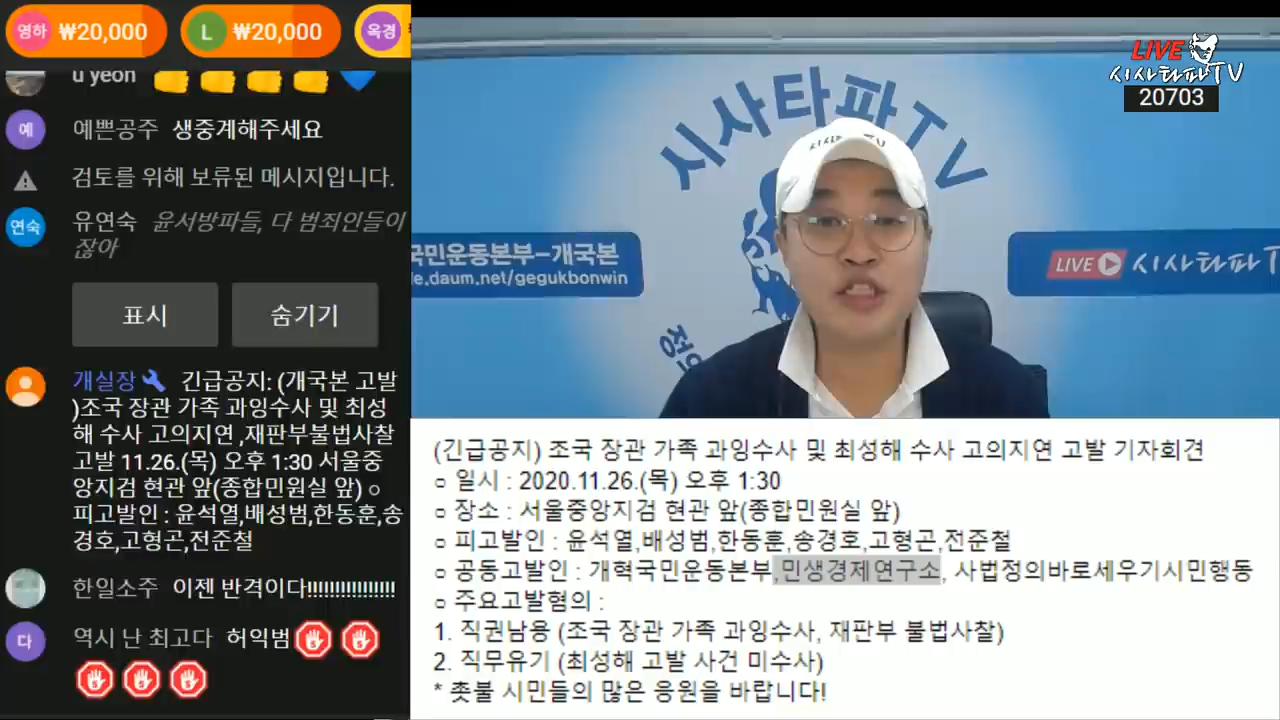 영하 ₩20,000
L ₩20,000
옥경
u yeon
예 예쁜공주 생중계해주세요
검토를 위해 보류된 메시지입니다.
연숙 유연숙 윤서방파들, 다 범죄인들이
잖아
표시 숨기기
개실장 긴급공지: (개국본 고발
)조국 장관 가족 과잉수사 및 최성
해 수사 고의지연 ,재판부불법사찰
고발 11.26.(목) 오후 1:30 서울중
앙지검 현관 앞(종합민원실 앞) ○
피고발인 : 윤석열,배성범,한동훈,송
경호,고형곤,전준철
한일소주 이젠 반격이다!!!!!!!!!!!!!!!!
다 역시 난 최고다 허익범
LIVE
시사타파TV
20703
시사타파TV
시사타파TV
국민운동본부-개국본
e.daum.net/gegukbonwin
LIVE 시사타파T
정의
(긴급공지) 조국 장관 가족 과잉수사 및 최성해 수사 고의지연 고발 기자회견
○ 일시 : 2020.11.26.(목) 오후 1:30
○ 장소 : 서울중앙지검 현관 앞(종합민원실 앞)
○ 피고발인 : 윤석열,배성범,한동훈,송경호,고형곤,전준철
○ 공동고발인 : 개혁국민운동본부,민생경제연구소, 사법정의바로세우기시민행동
○ 주요고발혐의 :
1. 직권남용 (조국 장관 가족 과잉수사, 재판부 불법사찰)
2. 직무유기 (최성해 고발 사건 미수사)
* 촛불 시민들의 많은 응원을 바랍니다!